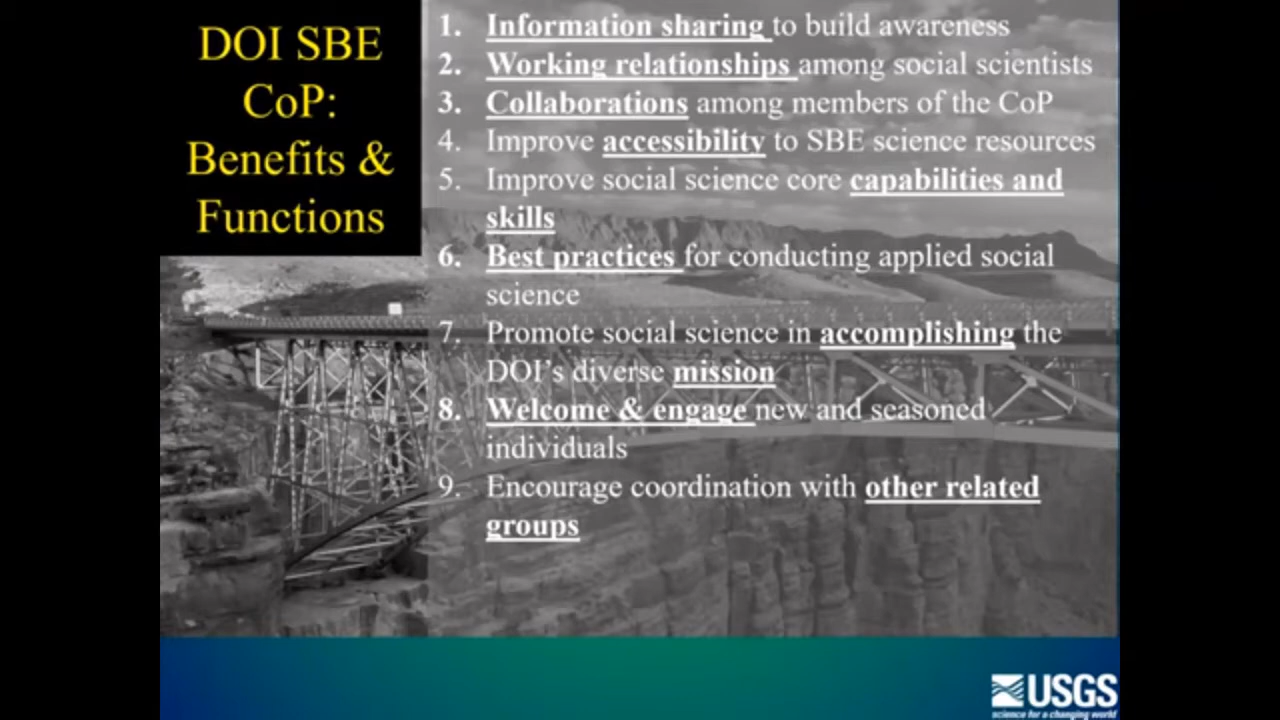 DOI SBE
CoP:
Benefits &
Functions
1. Information sharing to build awareness
2. Working relationships among social scientists
3. Collaborations among members of the CoP
4. Improve accessibility to SBE science resources
5. Improve social science core capabilities and
skills
6. Best practices for conducting applied social
science
7. Promote social science in accomplishing the
DOI's diverse mission
8. Welcome & engage new and seasoned
individuals
9. Encourage coordination with other related
groups
USGS
science for a changing world